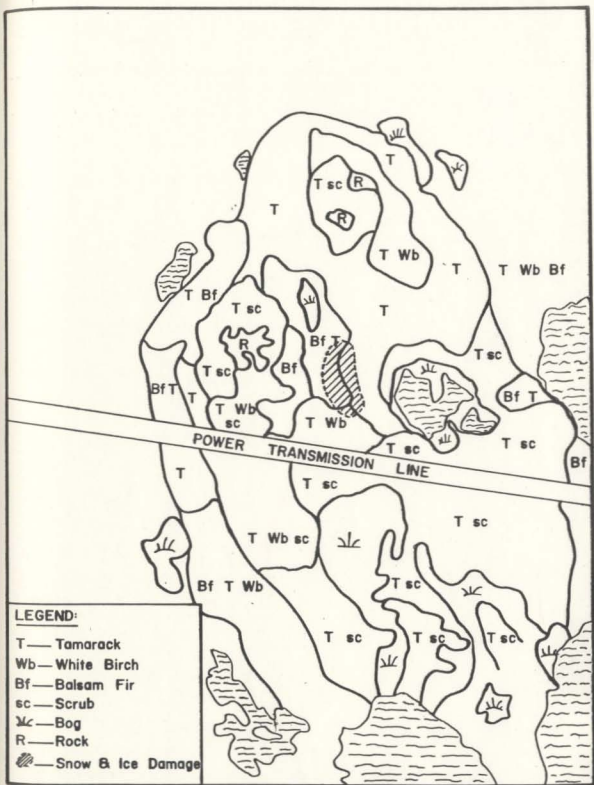 T
T sc
R
R
T
T Wb
T
T Wb Bf
T Bf
T sc
T
R
Bf T
Bf
T sc
T sc
Bf T
T
Bf T
T Wb
sc
T Wb
T sc
T sc
Bf
POWER TRANSMISSION LINE
T
T sc
T sc
T Wb sc
T sc
Bf T Wb
T sc
T sc
T sc
LEGEND:
T — Tamarack
Wb — White Birch
Bf — Balsam Fir
sc — Scrub
— Bog
R — Rock
— Snow & Ice Damage